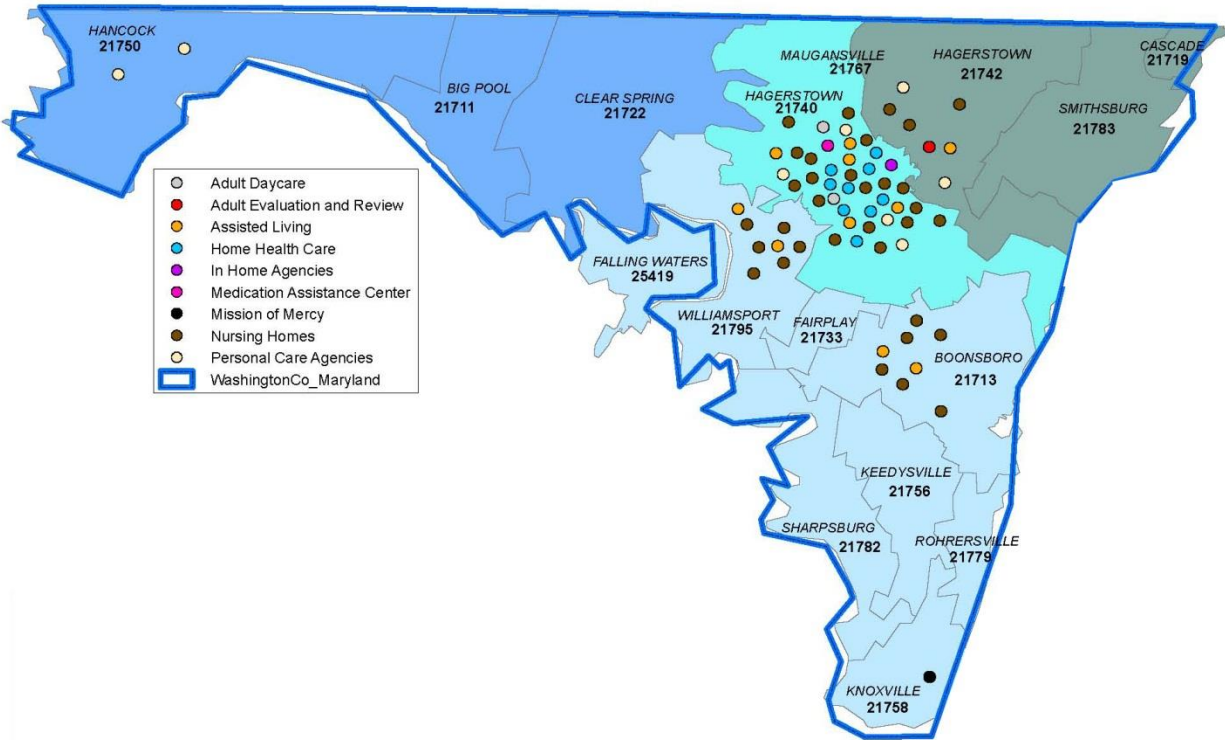 HANCOCK
21750
BIG POOL
21711
CLEAR SPRING
21722
MAUGANSVILLE
21767
HAGERSTOWN
21740
HAGERSTOWN
21742
CASCADE
21719
SMITHSBURG
21783
Adult Daycare
Adult Evaluation and Review
Assisted Living
Home Health Care
In Home Agencies
Medication Assistance Center
Mission of Mercy
Nursing Homes
Personal Care Agencies
WashingtonCo_Maryland
FALLING WATERS
25419
WILLIAMSPORT
21795
FAIRPLAY
21733
BOONSBORO
21713
KEEDYSVILLE
21756
SHARPSBURG
21782
ROHRERSVILLE
21779
KNOXVILLE
21758